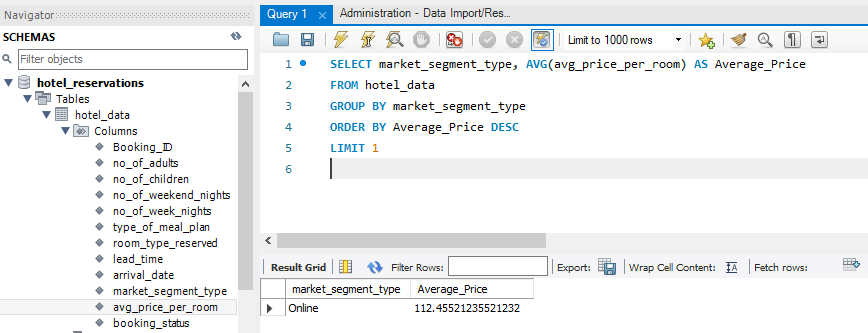 Navigator
SCHEMAS
Filter objects
hotel_reservations
Tables
hotel_data
Columns
Booking_ID
no_of_adults
no_of_children
no_of_weekend_nights
no_of_week_nights
type_of_meal_plan
room_type_reserved
lead_time
arrival_date
market_segment_type
avg_price_per_room
booking_status
Query 1 × Administration - Data Import/Res...
Limit to 1000 rows
1 SELECT market_segment_type, AVG(avg_price_per_room) AS Average_Price
2 FROM hotel_data
3 GROUP BY market_segment_type
4 ORDER BY Average_Price DESC
5 LIMIT 1
6
Result Grid Filter Rows: Export: Wrap Cell Content: Fetch rows:
market_segment_type Average_Price
Online 112.45521235521232